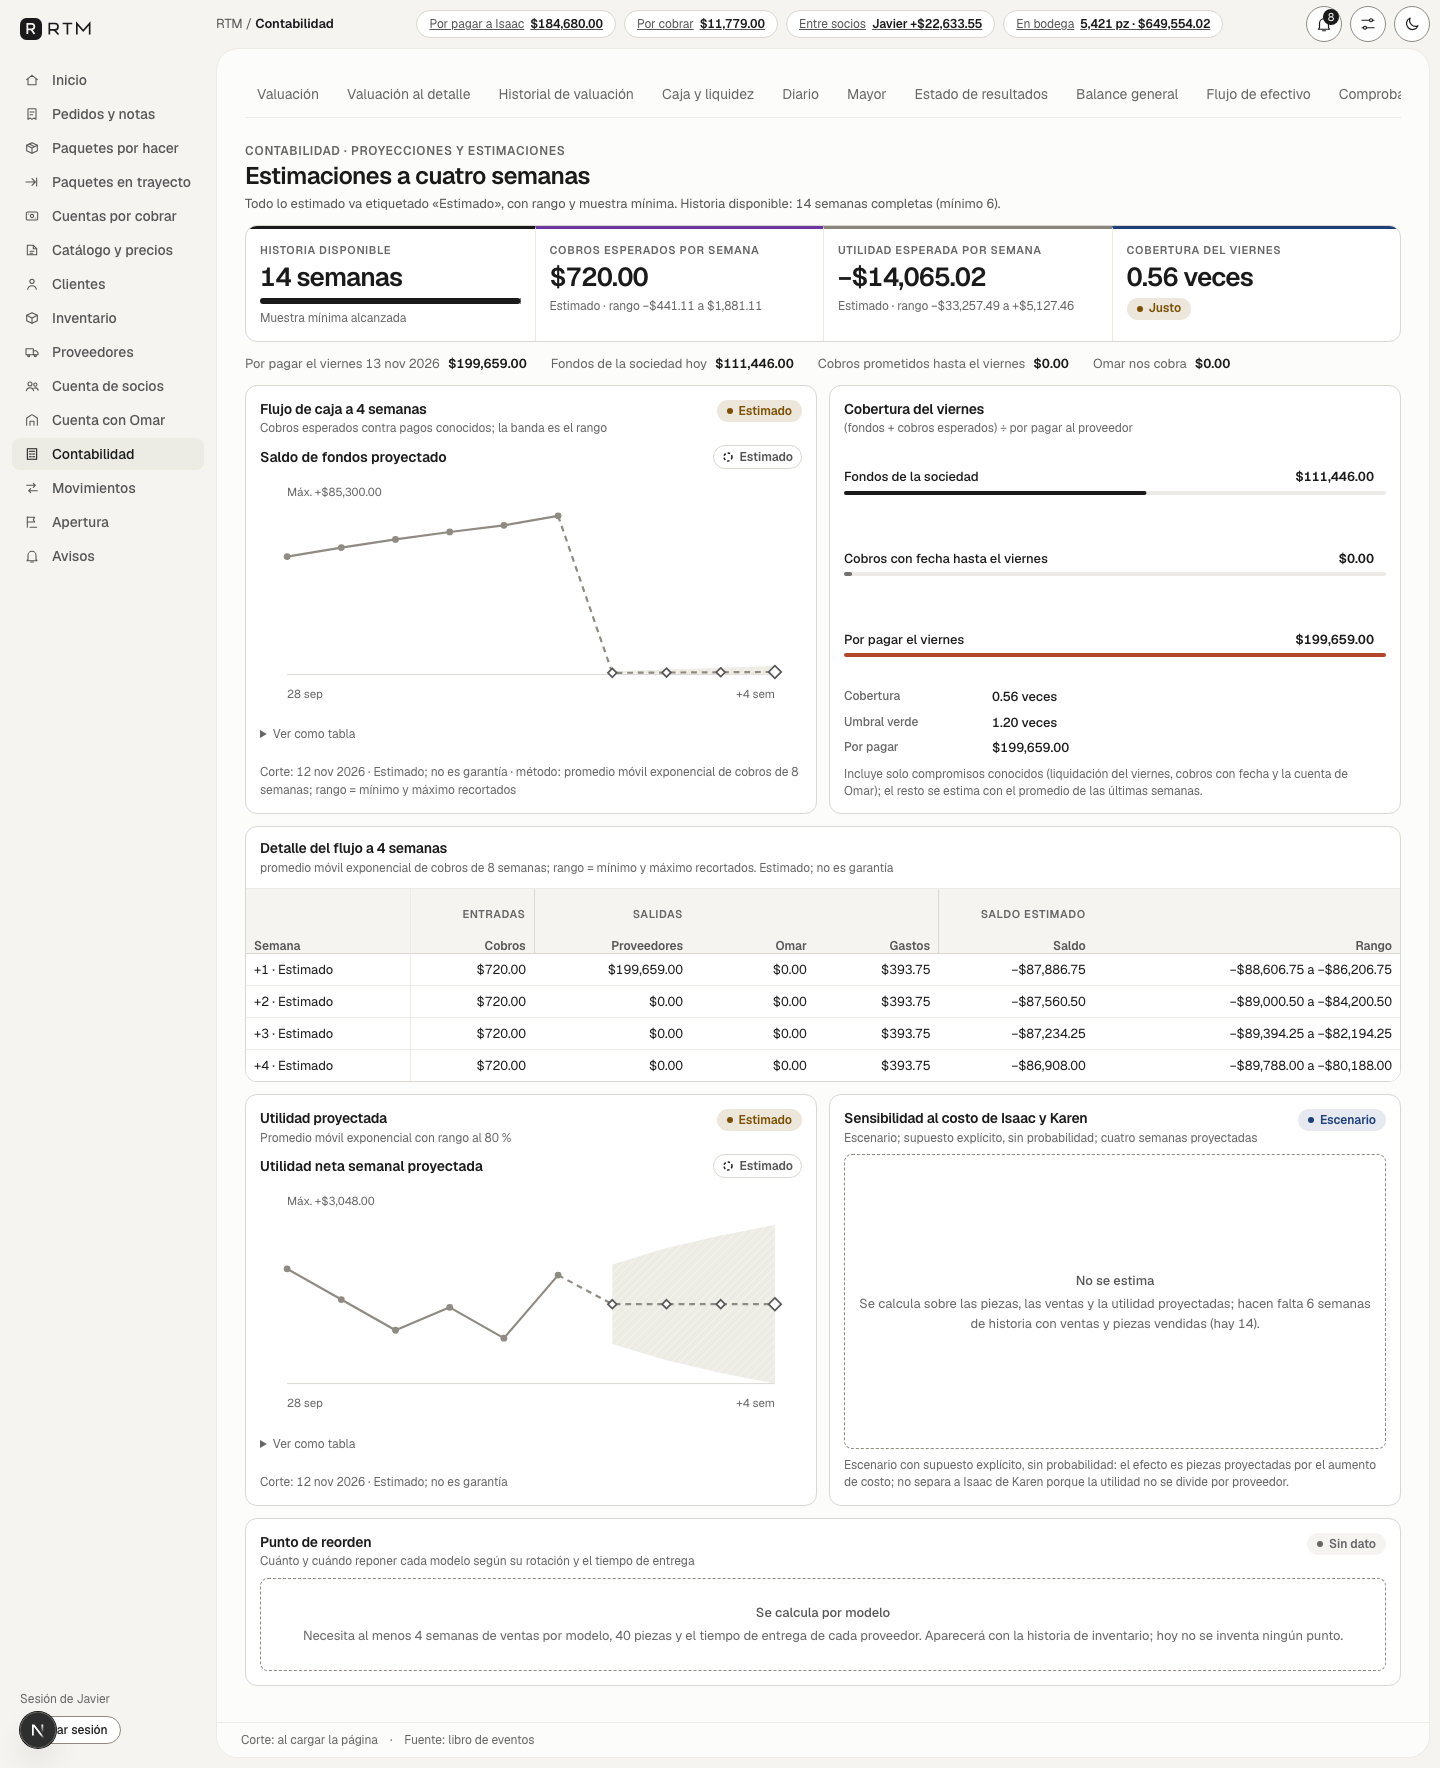 R RTM
RTM / Contabilidad
Por pagar a Isaac $184,680.00
Por cobrar $11,779.00
Entre socios Javier +$22,633.55
En bodega 5,421 pz · $649,554.02
8
Inicio
Pedidos y notas
Paquetes por hacer
Paquetes en trayecto
Cuentas por cobrar
Catálogo y precios
Clientes
Inventario
Proveedores
Cuenta de socios
Cuenta con Omar
Contabilidad
Movimientos
Apertura
Avisos
Sesión de Javier
N ar sesión
Valuación Valuación al detalle Historial de valuación Caja y liquidez Diario Mayor Estado de resultados Balance general Flujo de efectivo Comproba
CONTABILIDAD · PROYECCIONES Y ESTIMACIONES
Estimaciones a cuatro semanas
Todo lo estimado va etiquetado «Estimado», con rango y muestra mínima. Historia disponible: 14 semanas completas (mínimo 6).
HISTORIA DISPONIBLE
14 semanas
Muestra mínima alcanzada
COBROS ESPERADOS POR SEMANA
$720.00
Estimado · rango −$441.11 a $1,881.11
UTILIDAD ESPERADA POR SEMANA
−$14,065.02
Estimado · rango −$33,257.49 a +$5,127.46
COBERTURA DEL VIERNES
0.56 veces
Justo
Por pagar el viernes 13 nov 2026 $199,659.00 Fondos de la sociedad hoy $111,446.00 Cobros prometidos hasta el viernes $0.00 Omar nos cobra $0.00
Flujo de caja a 4 semanas
Estimado
Cobros esperados contra pagos conocidos; la banda es el rango
Saldo de fondos proyectado
Estimado
Máx. +$85,300.00
28 sep
+4 sem
Ver como tabla
Corte: 12 nov 2026 · Estimado; no es garantía · método: promedio móvil exponencial de cobros de 8
semanas; rango = mínimo y máximo recortados
Cobertura del viernes
(fondos + cobros esperados) ÷ por pagar al proveedor
Fondos de la sociedad $111,446.00
Cobros con fecha hasta el viernes $0.00
Por pagar el viernes $199,659.00
Cobertura 0.56 veces
Umbral verde 1.20 veces
Por pagar $199,659.00
Incluye solo compromisos conocidos (liquidación del viernes, cobros con fecha y la cuenta de
Omar); el resto se estima con el promedio de las últimas semanas.
Detalle del flujo a 4 semanas
promedio móvil exponencial de cobros de 8 semanas; rango = mínimo y máximo recortados. Estimado; no es garantía
ENTRADAS SALIDAS SALDO ESTIMADO
Semana Cobros Proveedores Omar Gastos Saldo Rango
+1 · Estimado $720.00 $199,659.00 $0.00 $393.75 −$87,886.75 −$88,606.75 a −$86,206.75
+2 · Estimado $720.00 $0.00 $0.00 $393.75 −$87,560.50 −$89,000.50 a −$84,200.50
+3 · Estimado $720.00 $0.00 $0.00 $393.75 −$87,234.25 −$89,394.25 a −$82,194.25
+4 · Estimado $720.00 $0.00 $0.00 $393.75 −$86,908.00 −$89,788.00 a −$80,188.00
Utilidad proyectada
Estimado
Promedio móvil exponencial con rango al 80 %
Utilidad neta semanal proyectada
Estimado
Máx. +$3,048.00
28 sep
+4 sem
Ver como tabla
Corte: 12 nov 2026 · Estimado; no es garantía
Sensibilidad al costo de Isaac y Karen
Escenario
Escenario; supuesto explícito, sin probabilidad; cuatro semanas proyectadas
No se estima
Se calcula sobre las piezas, las ventas y la utilidad proyectadas; hacen falta 6 semanas
de historia con ventas y piezas vendidas (hay 14).
Escenario con supuesto explícito, sin probabilidad: el efecto es piezas proyectadas por el aumento
de costo; no separa a Isaac de Karen porque la utilidad no se divide por proveedor.
Punto de reorden
Sin dato
Cuánto y cuándo reponer cada modelo según su rotación y el tiempo de entrega
Se calcula por modelo
Necesita al menos 4 semanas de ventas por modelo, 40 piezas y el tiempo de entrega de cada proveedor. Aparecerá con la historia de inventario; hoy no se inventa ningún punto.
Corte: al cargar la página · Fuente: libro de eventos